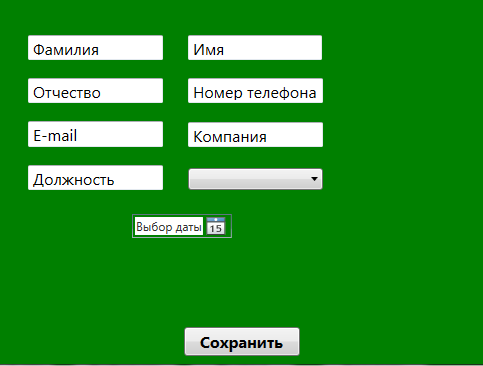 Фамилия
Имя
Отчество
Номер телефона
E-mail
Компания
Должность
Выбор даты
15
Сохранить